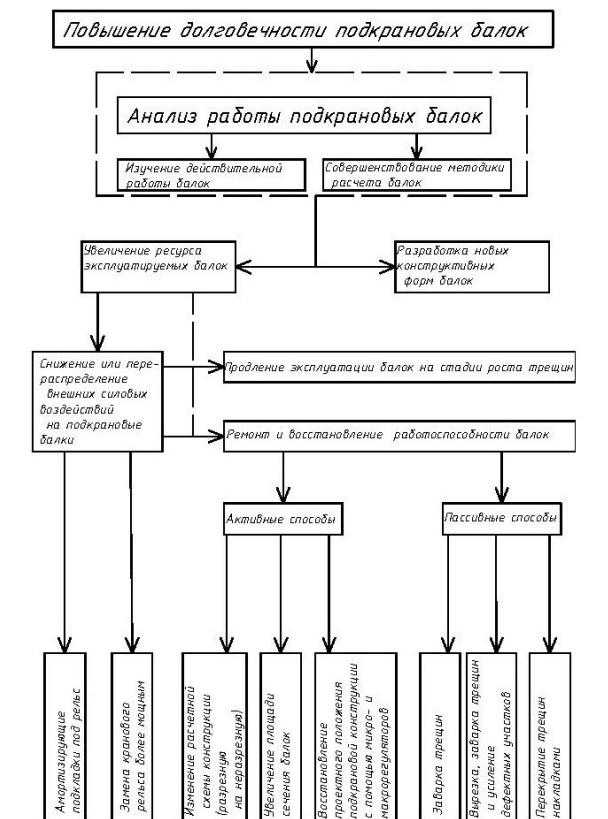 Повышение долговечности подкрановых балок
Анализ работы подкрановых балок
Изучение действительной
работы балок
Совершенствование методики
расчета балок
Увеличение ресурса
эксплуатируемых балок
Разработка новых
конструктивных
форм балок
Снижение или пере-
распределение
внешних силовых
воздействий
на подкрановые
балки
Продление эксплуатации балок на стадии роста трещин
Ремонт и восстановление работоспособности балок
Активные способы
Пассивные способы
Амортизирующие
подкладки под рельс
Замена кранового
рельса более мощным
Изменение расчетной
схемы конструкции
(разрезную
на неразрезную)
Увеличение площади
сечения балок
Восстановление
проектного положения
подкрановой конструкции
с помощью микро- и
макрорегуляторов
Заварка трещин
Вырезка, заварка трещин
и усиление
дефектных участков
Перекрытие трещин
накладками